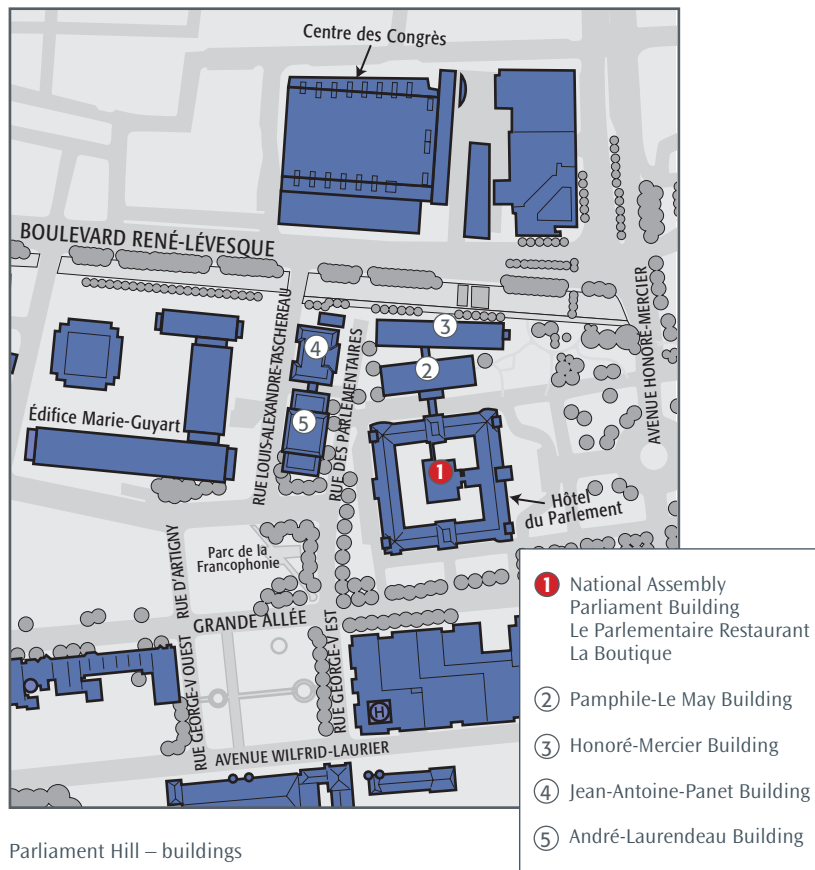 Centre des Congrès
BOULEVARD RENÉ-LÉVESQUE
AVENUE HONORÉ-MERCIER
RUE LOUIS-ALEXANDRE-TASCHEREAU
RUE DES PARLEMENTAIRES
3
4
2
Édifice Marie-Guyart
5
1
Hôtel
du Parlement
RUE D'ARTIGNY
Parc de la
Francophonie
GRANDE ALLÉE
RUE GEORGE-V OUEST
RUE GEORGE-V EST
H
AVENUE WILFRID-LAURIER
1 National Assembly
Parliament Building
Le Parlementaire Restaurant
La Boutique
2 Pamphile-Le May Building
3 Honoré-Mercier Building
4 Jean-Antoine-Panet Building
5 André-Laurendeau Building
Parliament Hill – buildings